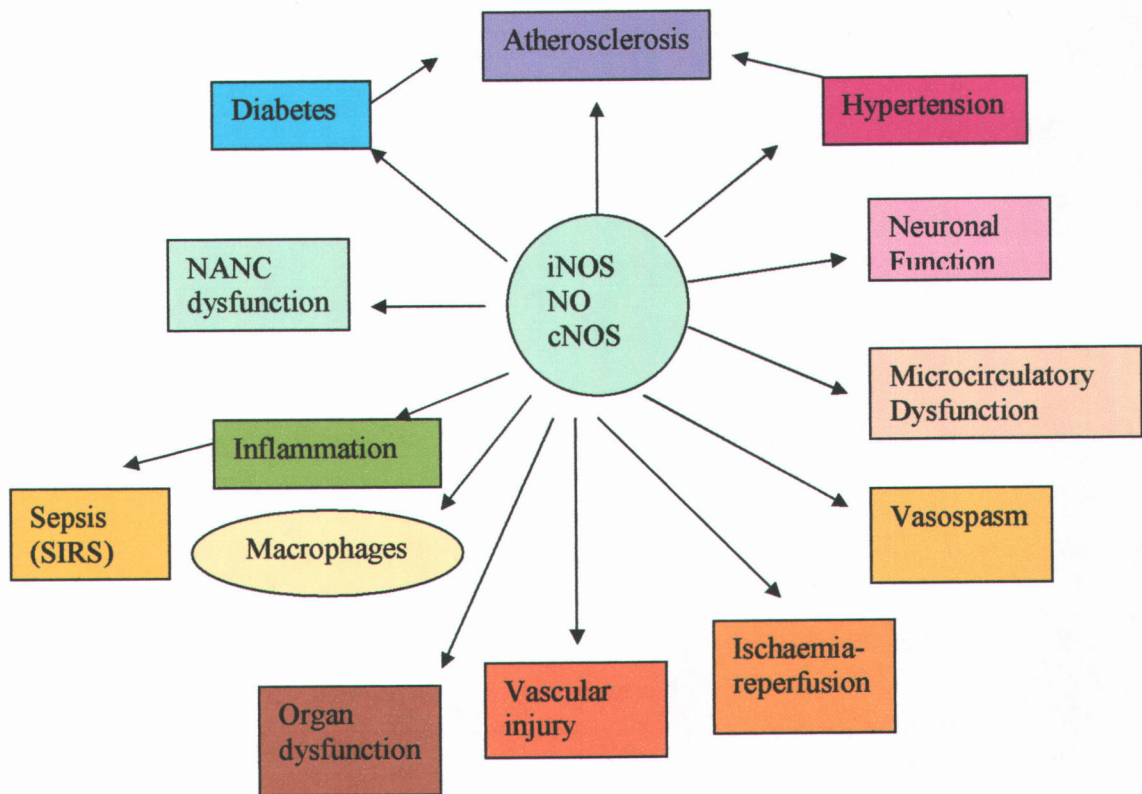 Atherosclerosis
Diabetes
Hypertension
Neuronal
Function
NANC
dysfunction
iNOS
NO
cNOS
Microcirculatory
Dysfunction
Inflammation
Sepsis
(SIRS)
Macrophages
Vasospasm
Ischaemia-
reperfusion
Vascular
injury
Organ
dysfunction